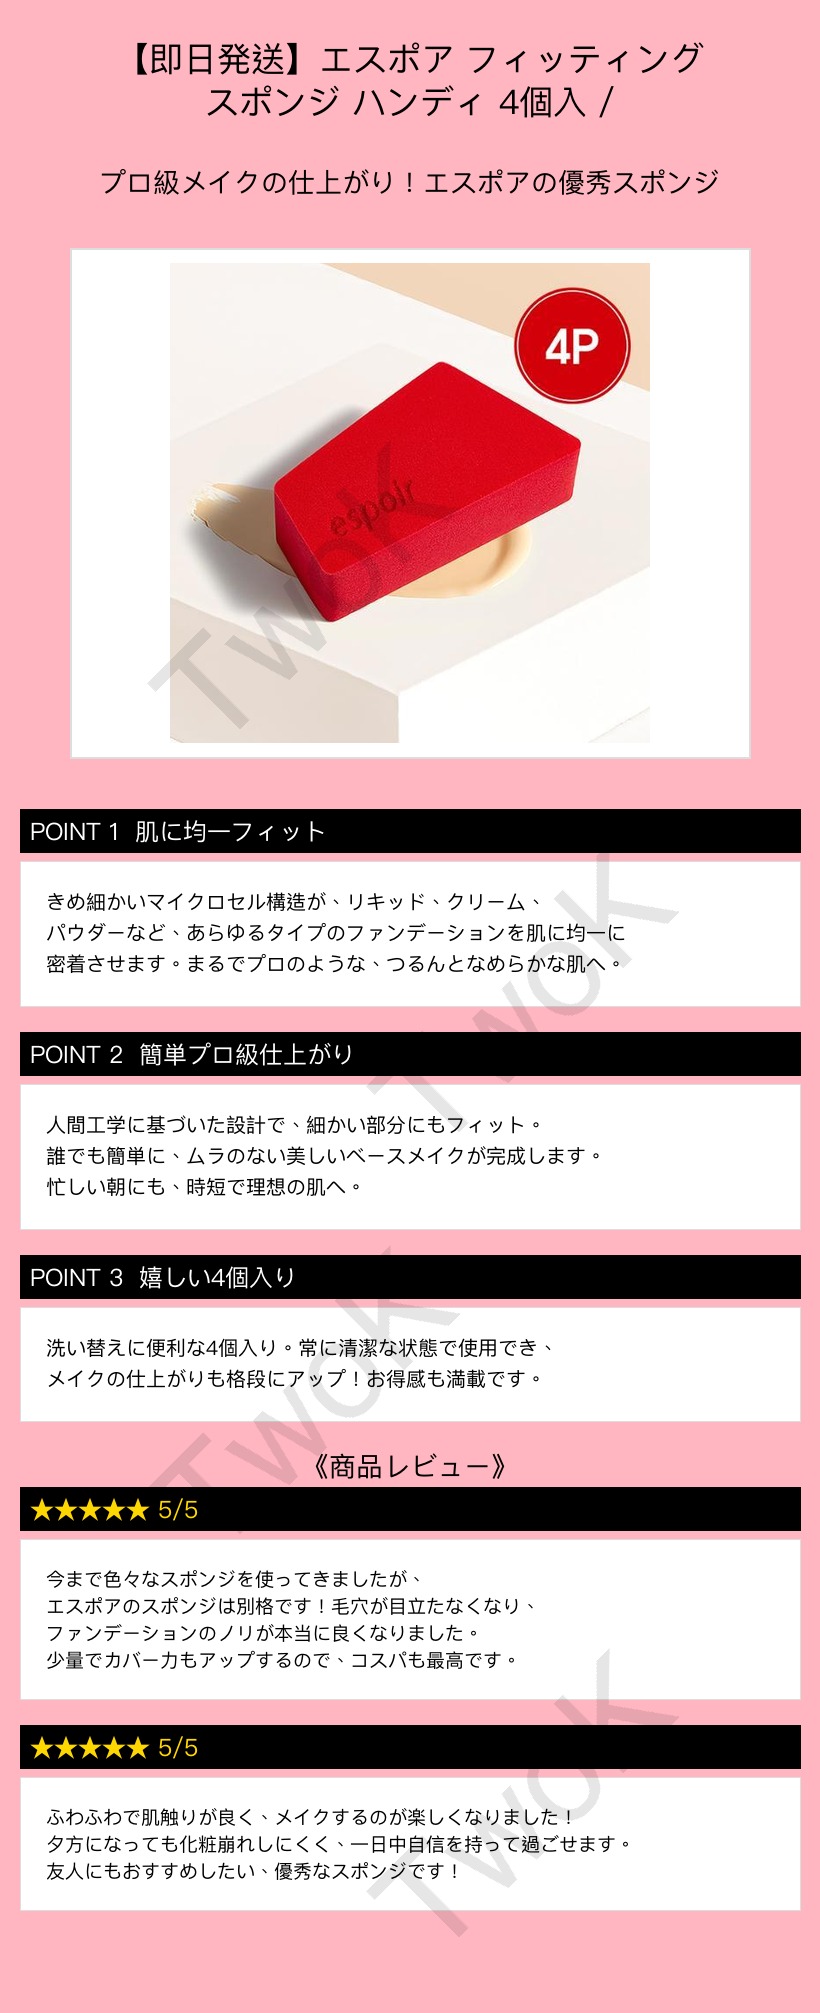 【即日発送】エスポア フィッティング
スポンジ ハンディ 4個入 /
プロ級メイクの仕上がり！エスポアの優秀スポンジ
4P
espoir
TwoK
POINT 1 肌に均一フィット
きめ細かいマイクロセル構造が、リキッド、クリーム、
パウダーなど、あらゆるタイプのファンデーションを肌に均一に
密着させます。まるでプロのような、つるんとなめらかな肌へ。
TwoK
POINT 2 簡単プロ級仕上がり
人間工学に基づいた設計で、細かい部分にもフィット。
誰でも簡単に、ムラのない美しいベースメイクが完成します。
忙しい朝にも、時短で理想の肌へ。
POINT 3 嬉しい4個入り
洗い替えに便利な4個入り。常に清潔な状態で使用でき、
メイクの仕上がりも格段にアップ！お得感も満載です。
TwoK
《商品レビュー》
★★★★★ 5/5
今まで色々なスポンジを使ってきましたが、
エスポアのスポンジは別格です！毛穴が目立たなくなり、
ファンデーションのノリが本当に良くなりました。
少量でカバー力もアップするので、コスパも最高です。
★★★★★ 5/5
ふわふわで肌触りが良く、メイクするのが楽しくなりました！
夕方になっても化粧崩れしにくく、一日中自信を持って過ごせます。
友人にもおすすめしたい、優秀なスポンジです！
TwoK